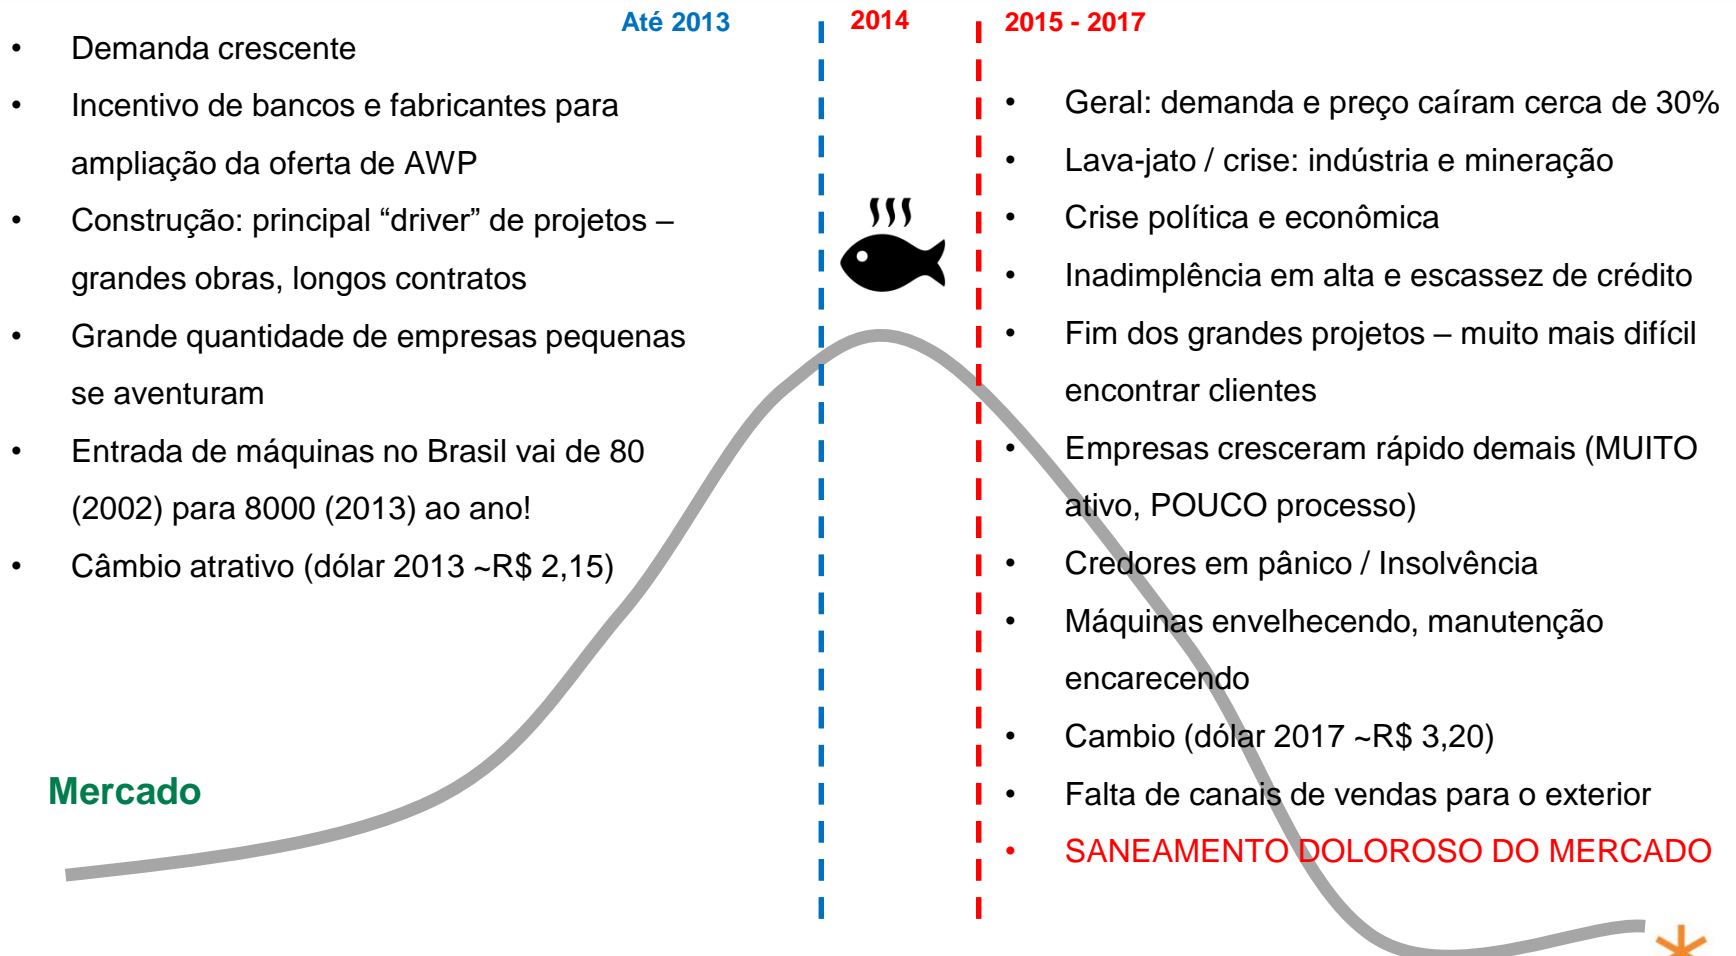 Até 2013
• Demanda crescente
• Incentivo de bancos e fabricantes para
ampliação da oferta de AWP
• Construção: principal “driver” de projetos –
grandes obras, longos contratos
• Grande quantidade de empresas pequenas
se aventuram
• Entrada de máquinas no Brasil vai de 80
(2002) para 8000 (2013) ao ano!
• Câmbio atrativo (dólar 2013 ~R$ 2,15)
Mercado
2014
2015 - 2017
• Geral: demanda e preço caíram cerca de 30%
• Lava-jato / crise: indústria e mineração
• Crise política e econômica
• Inadimplência em alta e escassez de crédito
• Fim dos grandes projetos – muito mais difícil
encontrar clientes
• Empresas cresceram rápido demais (MUITO
ativo, POUCO processo)
• Credores em pânico / Insolvência
• Máquinas envelhecendo, manutenção
encarecendo
• Cambio (dólar 2017 ~R$ 3,20)
• Falta de canais de vendas para o exterior
• SANEAMENTO DOLOROSO DO MERCADO